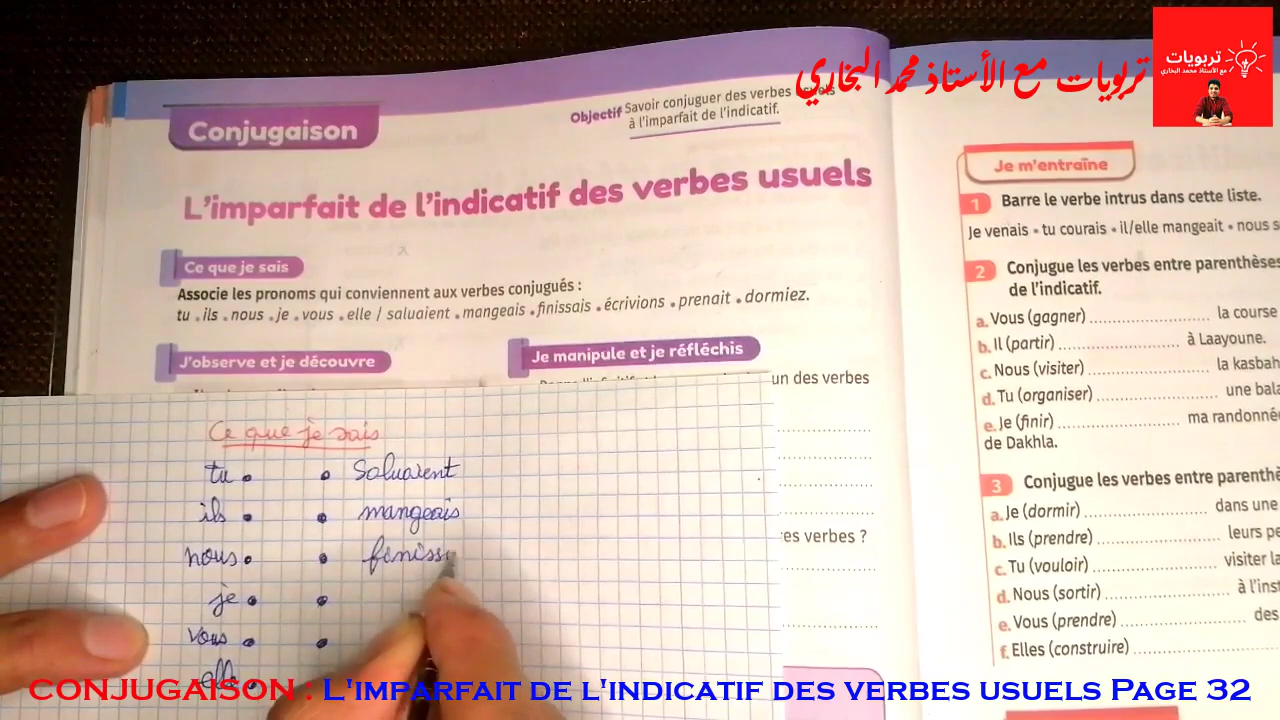 تربويات مع الأستاذ محمد البخاري
تربويات
مع الأستاذ محمد البخاري
Conjugaison
Objectif Savoir conjuguer des verbes usuels
à l'imparfait de l'indicatif.
L'imparfait de l'indicatif des verbes usuels
Ce que je sais
Associe les pronoms qui conviennent aux verbes conjugués :
tu • ils • nous • je • vous • elle / saluaient • mangeais • finissais • écrivions • prenait • dormiez.
J'observe et je découvre
Je manipule et je réfléchis
un des verbes
es verbes ?
Ce que je sais
tu • • Saluaient
ils • • mangeais
nous • • finiss
je • •
vous • •
elle •
Je m'entraîne
1 Barre le verbe intrus dans cette liste.
Je venais • tu courais • il/elle mangeait • nous s
2 Conjugue les verbes entre parenthèses
de l'indicatif.
a. Vous (gagner) ........................ la course
b. Il (partir) ........................ à Laayoune.
c. Nous (visiter) ........................ la kasbah
d. Tu (organiser) ........................ une bala
e. Je (finir) ........................ ma randonnée
de Dakhla.
3 Conjugue les verbes entre parenthè
a. Je (dormir) ........................ dans une
b. Ils (prendre) ........................ leurs pe
c. Tu (vouloir) ........................ visiter la
d. Nous (sortir) ........................ à l'inst
e. Vous (prendre) ........................ des
f. Elles (construire) ........................
CONJUGAISON : L'IMPARFAIT DE L'INDICATIF DES VERBES USUELS PAGE 32